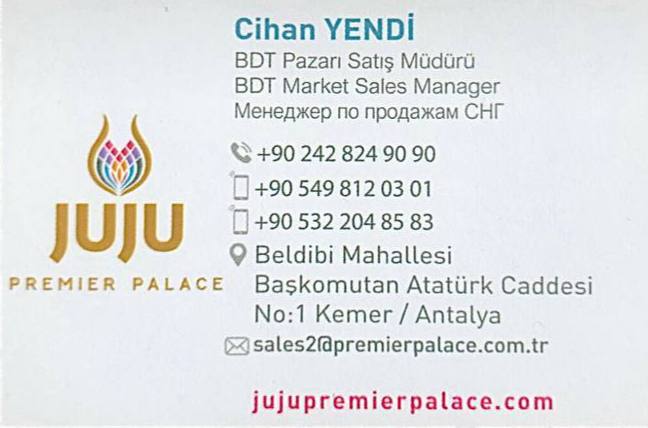 Cihan YENDİ
BDT Pazarı Satış Müdürü
BDT Market Sales Manager
Менеджер по продажам СНГ
+90 242 824 90 90
+90 549 812 03 01
+90 532 204 85 83
Beldibi Mahallesi
Başkomutan Atatürk Caddesi
No:1 Kemer / Antalya
sales2@premierpalace.com.tr
jujupremierpalace.com
JUJU
PREMIER PALACE